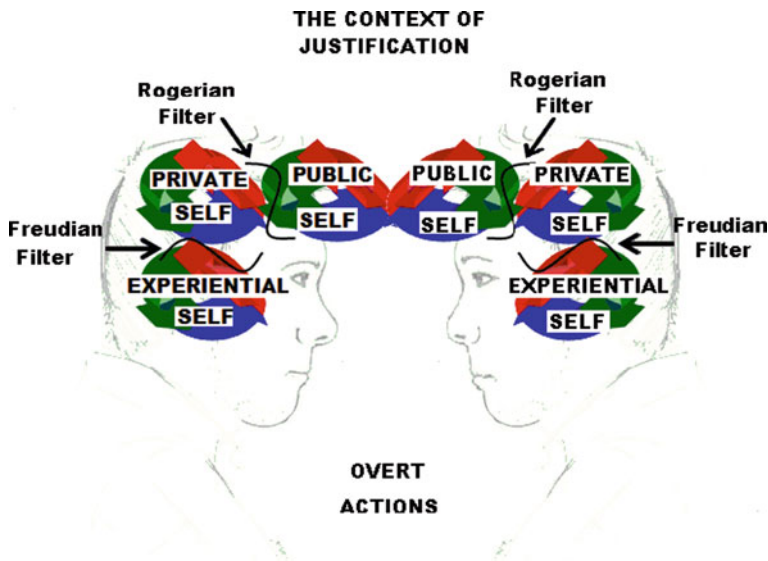 THE CONTEXT OF
JUSTIFICATION
Rogerian
Filter
Rogerian
Filter
PRIVATE
SELF
PUBLIC
SELF
PUBLIC
SELF
PRIVATE
SELF
Freudian
Filter
Freudian
Filter
EXPERIENTIAL
SELF
EXPERIENTIAL
SELF
OVERT
ACTIONS